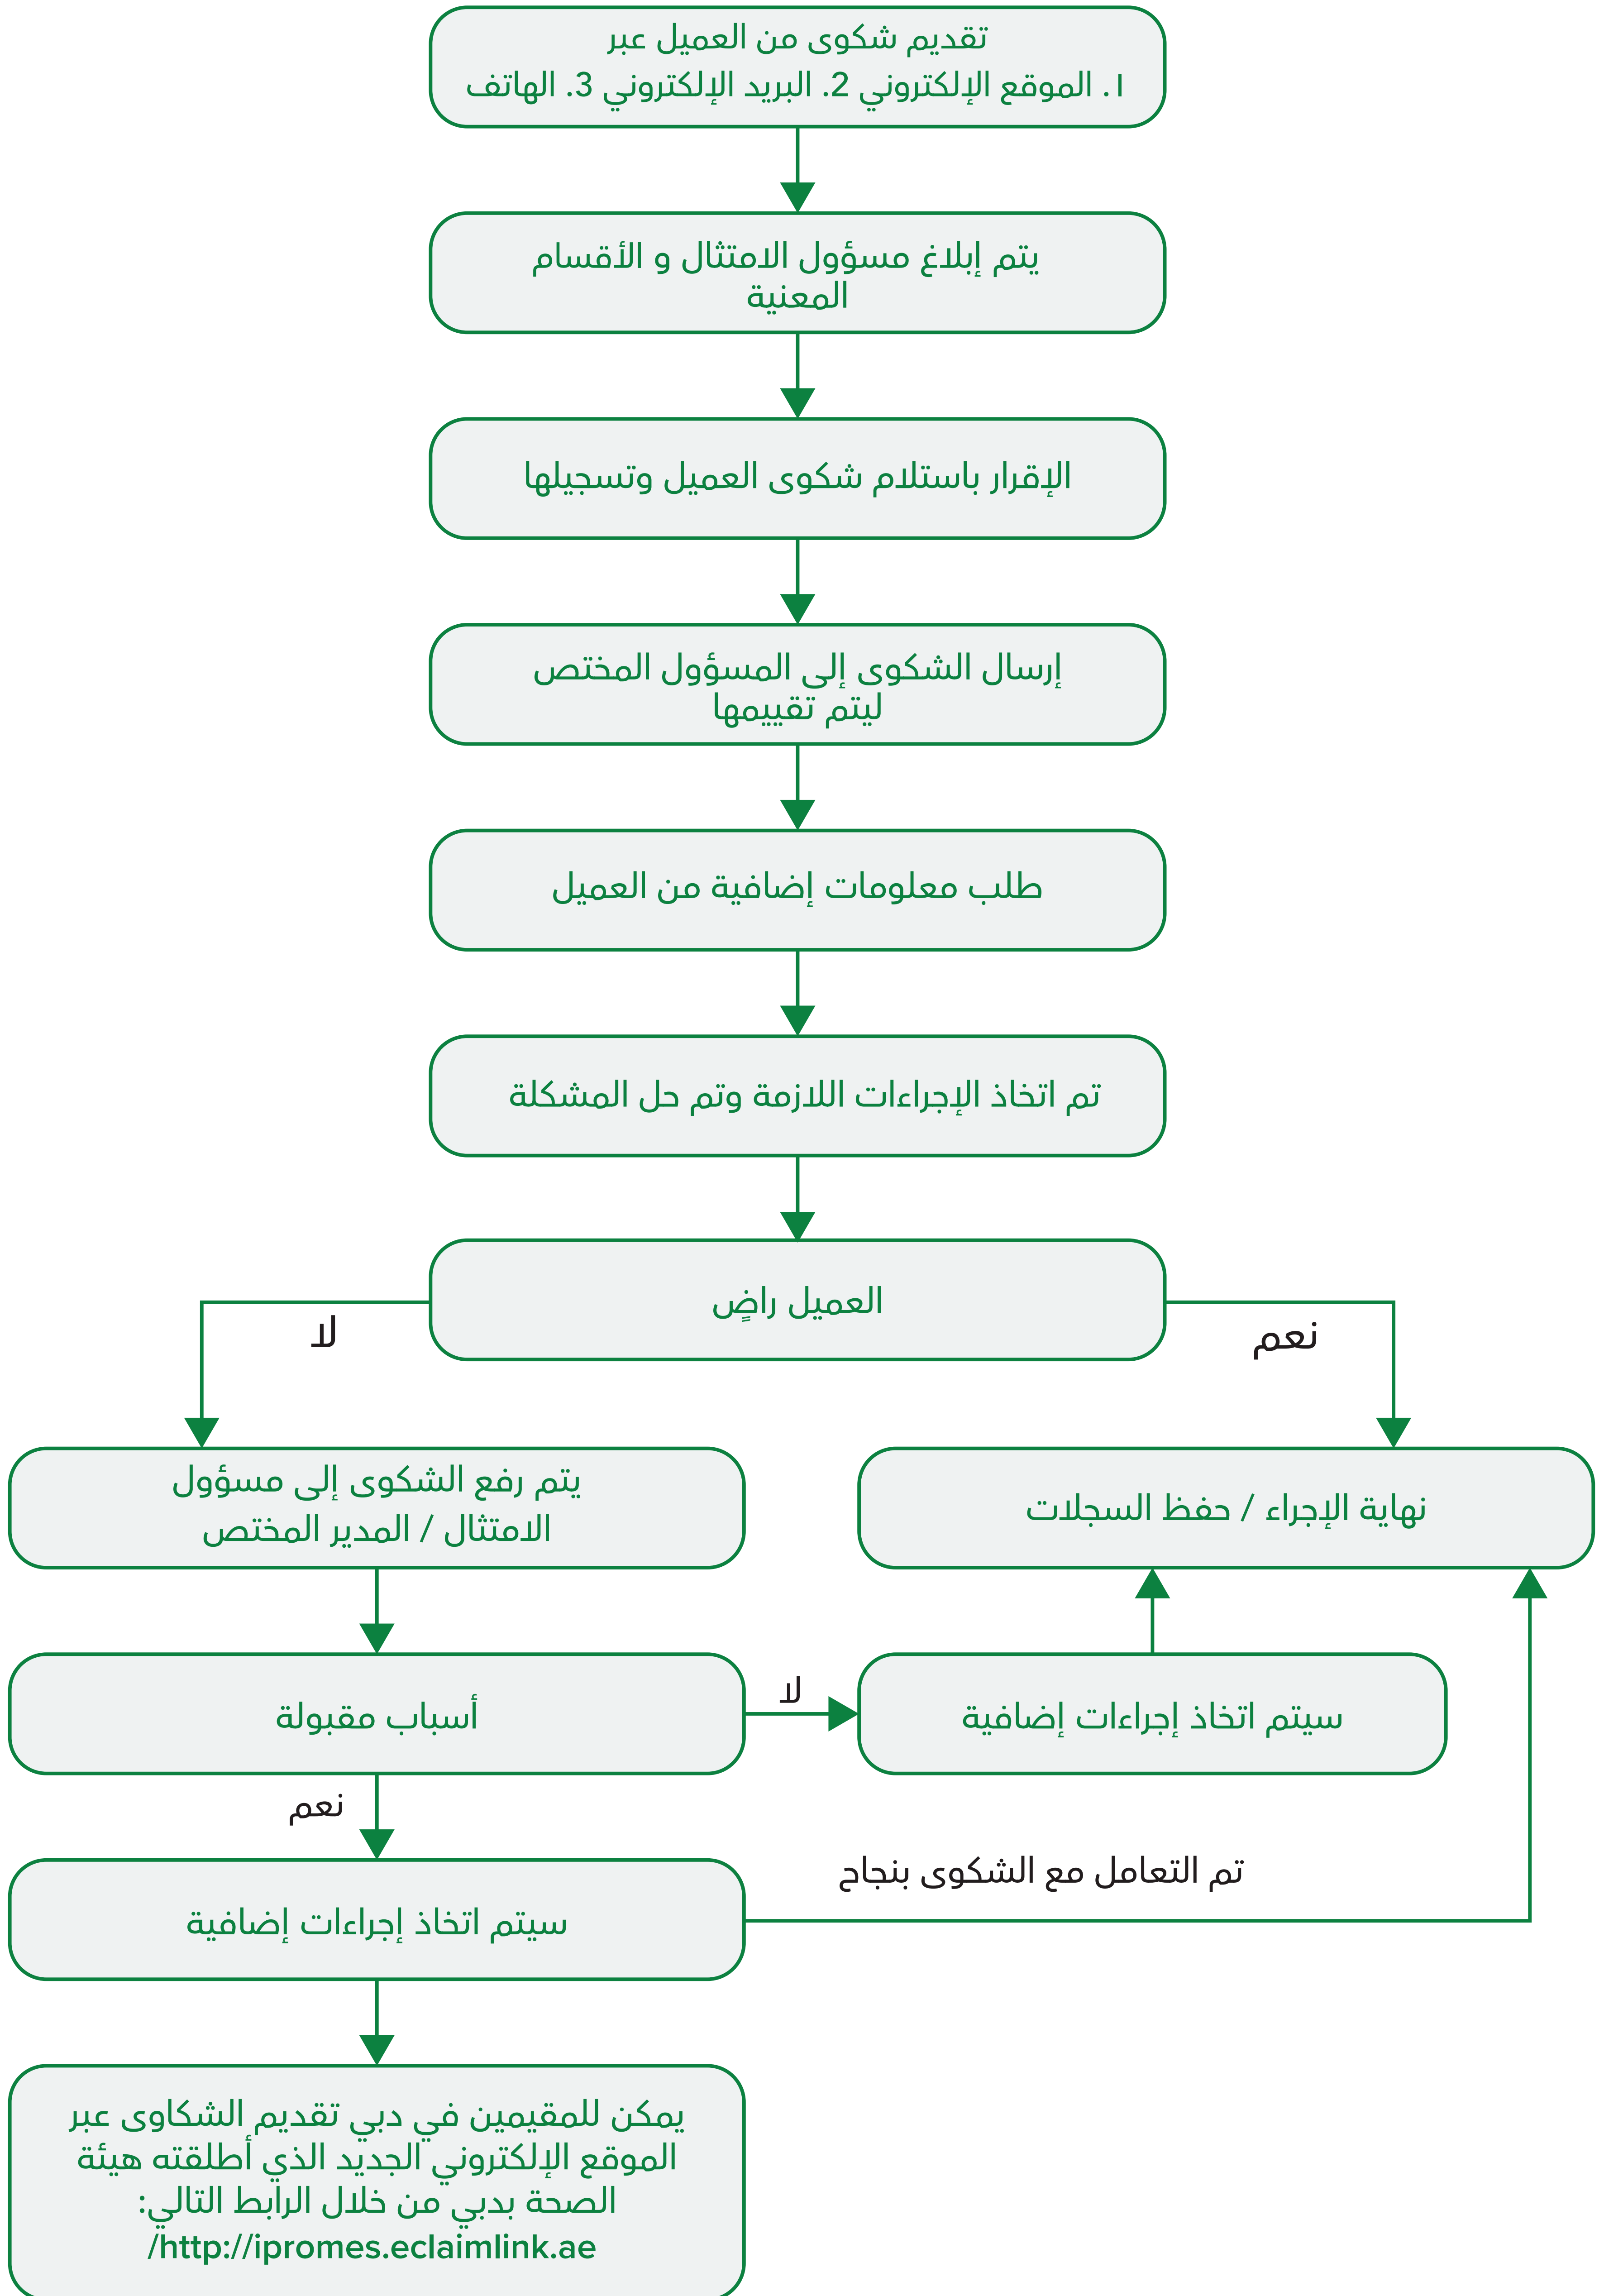 تقديم شكوى من العميل عبر
1. الموقع الإلكتروني 2. البريد الإلكتروني 3. الهاتف
يتم إبلاغ مسؤول الامتثال و الأقسام
المعنية
الإقرار باستلام شكوى العميل وتسجيلها
إرسال الشكوى إلى المسؤول المختص
ليتم تقييمها
طلب معلومات إضافية من العميل
تم اتخاذ الإجراءات اللازمة وتم حل المشكلة
العميل راضٍ
نعم
لا
نهاية الإجراء / حفظ السجلات
يتم رفع الشكوى إلى مسؤول
الامتثال / المدير المختص
أسباب مقبولة
لا
سيتم اتخاذ إجراءات إضافية
نعم
سيتم اتخاذ إجراءات إضافية
تم التعامل مع الشكوى بنجاح
يمكن للمقيمين في دبي تقديم الشكاوى عبر
الموقع الإلكتروني الجديد الذي أطلقته هيئة
الصحة بدبي من خلال الرابط التالي:
/http://ipromes.eclaimlink.ae